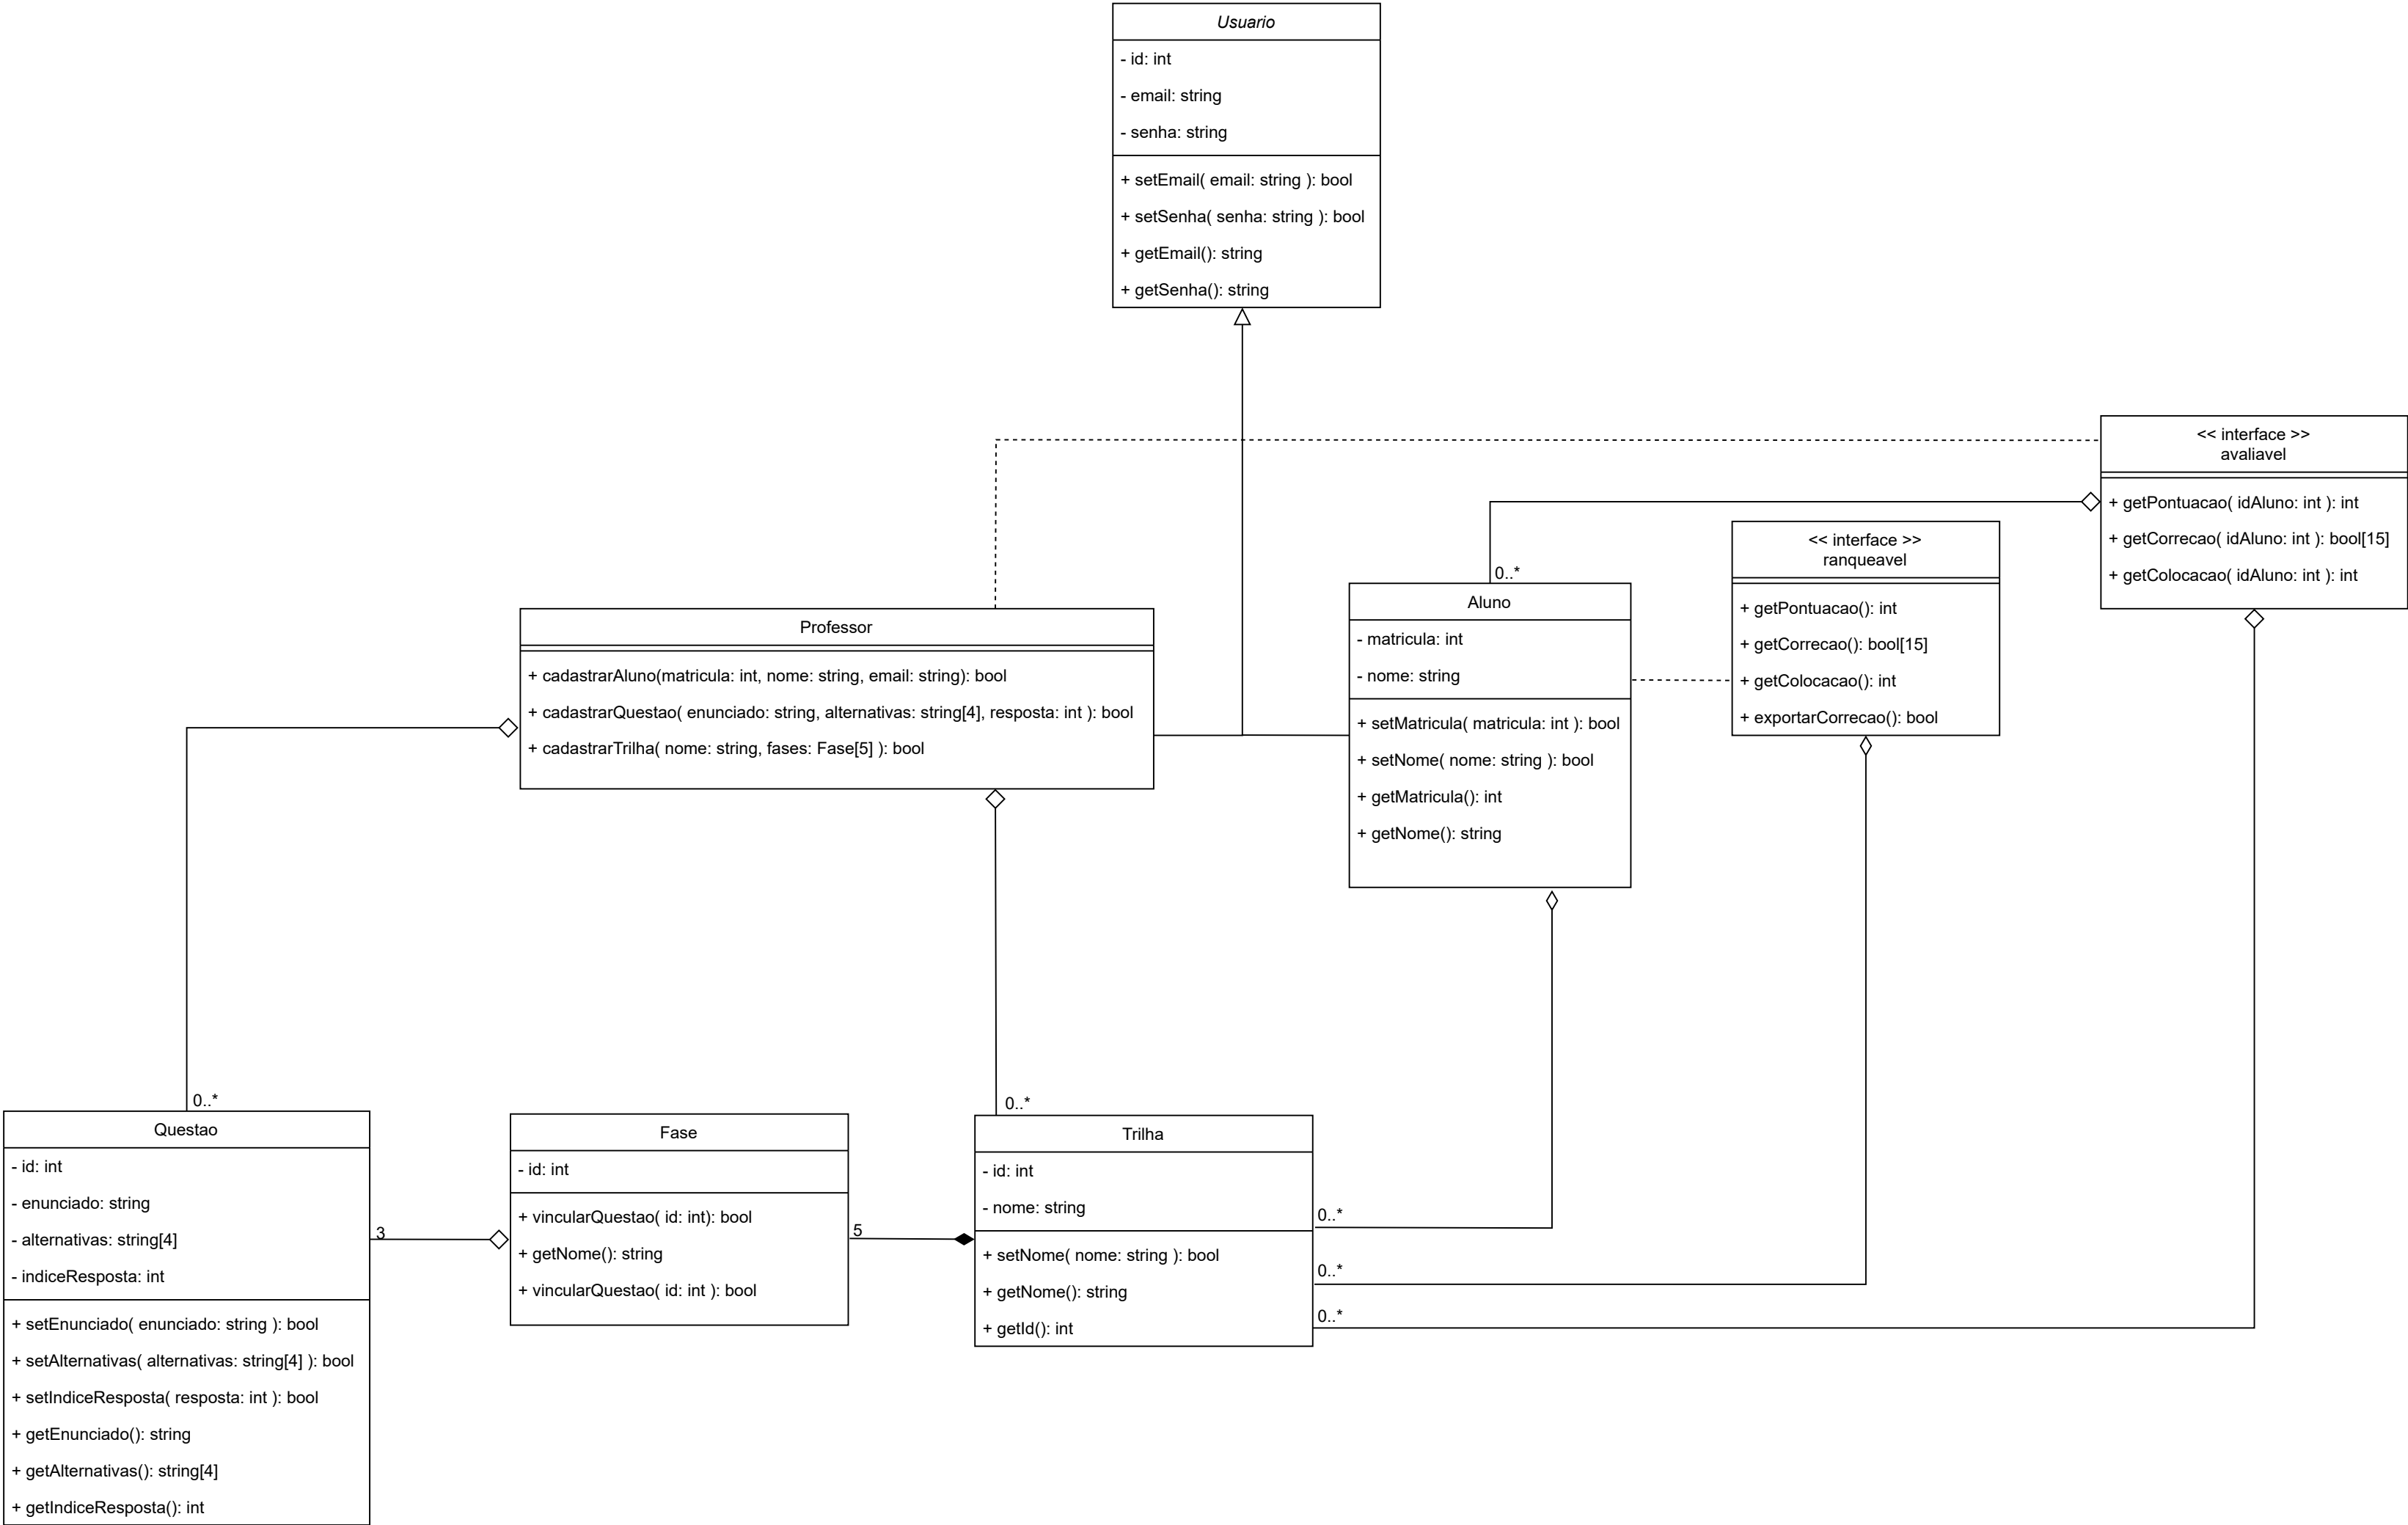 Usuario
- id: int
- email: string
- senha: string
+ setEmail( email: string ): bool
+ setSenha( senha: string ): bool
+ getEmail(): string
+ getSenha(): string
<< interface >>
avaliavel
+ getPontuacao( idAluno: int ): int
+ getCorrecao( idAluno: int ): bool[15]
+ getColocacao( idAluno: int ): int
<< interface >>
ranqueavel
+ getPontuacao(): int
+ getCorrecao(): bool[15]
+ getColocacao(): int
+ exportarCorrecao(): bool
0..*
Aluno
- matricula: int
- nome: string
+ setMatricula( matricula: int ): bool
+ setNome( nome: string ): bool
+ getMatricula(): int
+ getNome(): string
Professor
+ cadastrarAluno(matricula: int, nome: string, email: string): bool
+ cadastrarQuestao( enunciado: string, alternativas: string[4], resposta: int ): bool
+ cadastrarTrilha( nome: string, fases: Fase[5] ): bool
0..*
Questao
- id: int
- enunciado: string
- alternativas: string[4]
- indiceResposta: int
+ setEnunciado( enunciado: string ): bool
+ setAlternativas( alternativas: string[4] ): bool
+ setIndiceResposta( resposta: int ): bool
+ getEnunciado(): string
+ getAlternativas(): string[4]
+ getIndiceResposta(): int
3
Fase
- id: int
+ vincularQuestao( id: int): bool
+ getNome(): string
+ vincularQuestao( id: int ): bool
5
0..*
Trilha
- id: int
- nome: string
+ setNome( nome: string ): bool
+ getNome(): string
+ getId(): int
0..*
0..*
0..*